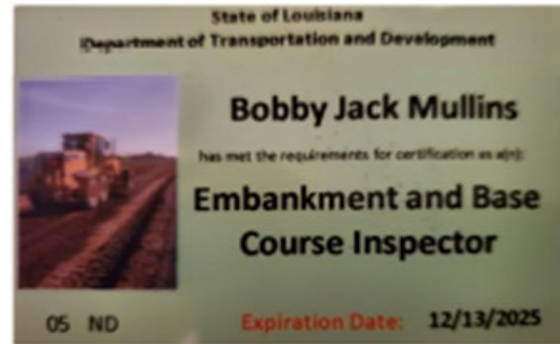 State of Louisiana
Department of Transportation and Development
Bobby Jack Mullins
has met the requirements for certification as a(n):
Embankment and Base
Course Inspector
05 ND
Expiration Date: 12/13/2025